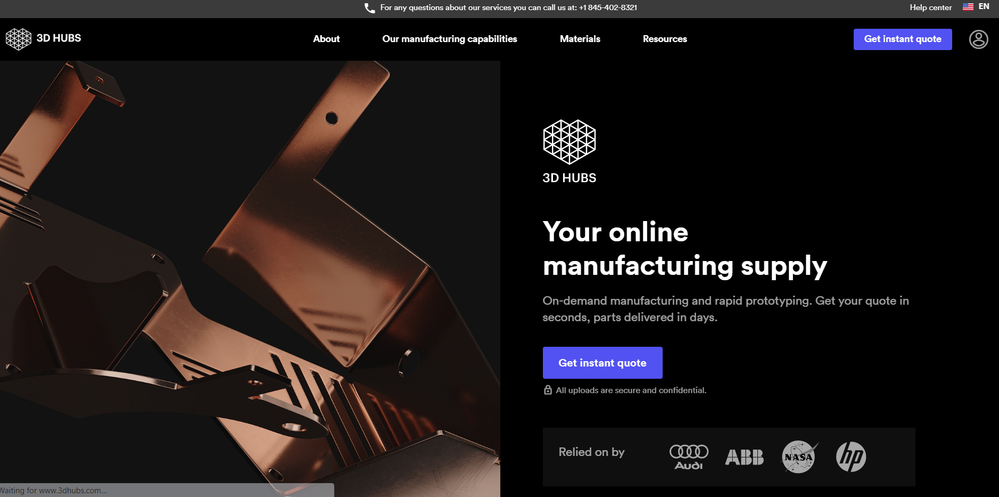 For any questions about our services you can call us at: +1 845-402-8321
Help center
EN
3D HUBS
About
Our manufacturing capabilities
Materials
Resources
Get instant quote
3D HUBS
Your online
manufacturing supply
On-demand manufacturing and rapid prototyping. Get your quote in
seconds, parts delivered in days.
Get instant quote
All uploads are secure and confidential.
Relied on by
Audi
ABB
NASA
hp
Waiting for www.3dhubs.com...